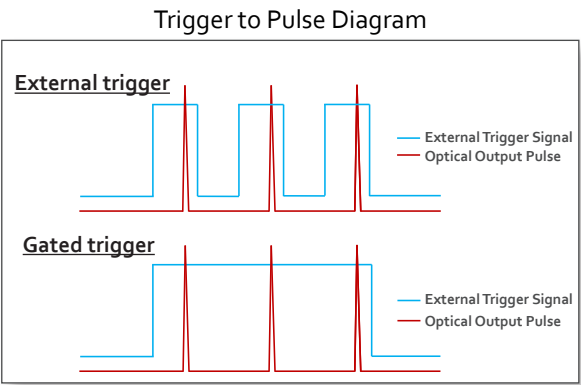 Trigger to Pulse Diagram
External trigger
External Trigger Signal
Optical Output Pulse
Gated trigger
External Trigger Signal
Optical Output Pulse